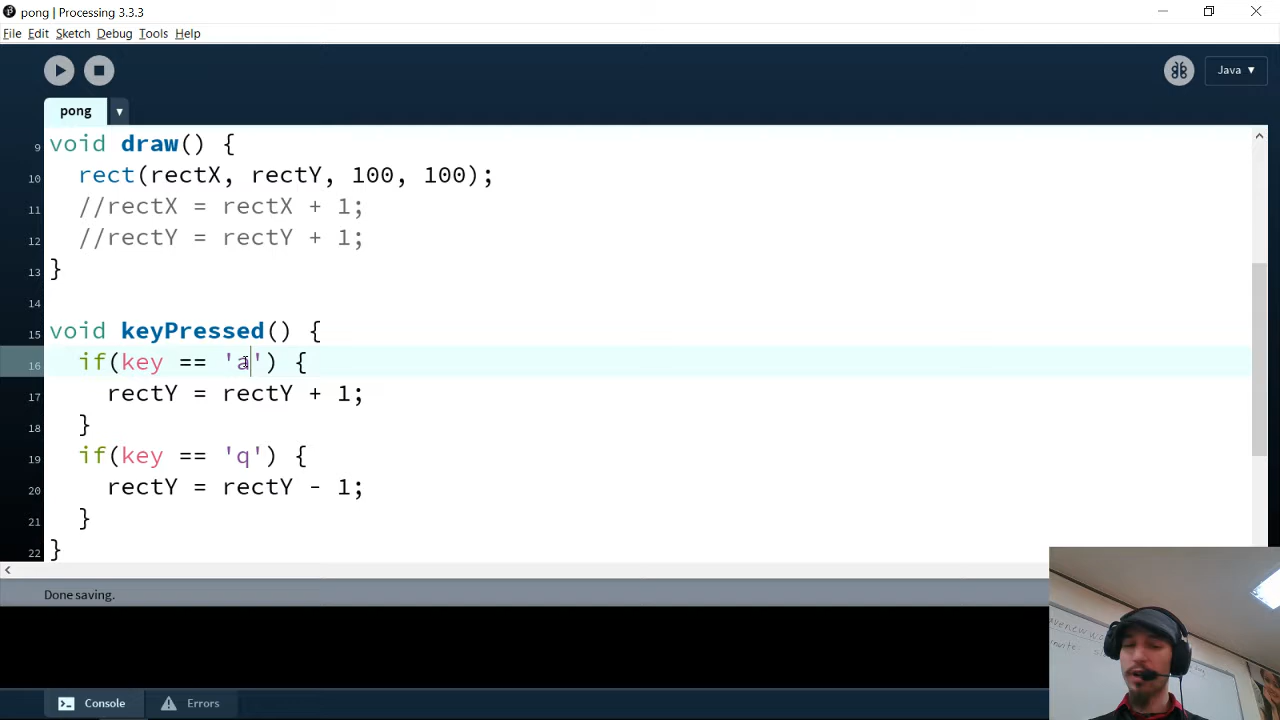 pong | Processing 3.3.3
File Edit Sketch Debug Tools Help
Java ▼
pong ▼
9 void draw() {
10 rect(rectX, rectY, 100, 100);
11 //rectX = rectX + 1;
12 //rectY = rectY + 1;
13 }
14
15 void keyPressed() {
16 if(key == 'a') {
17 rectY = rectY + 1;
18 }
19 if(key == 'q') {
20 rectY = rectY - 1;
21 }
22 }
Done saving.
Console Errors